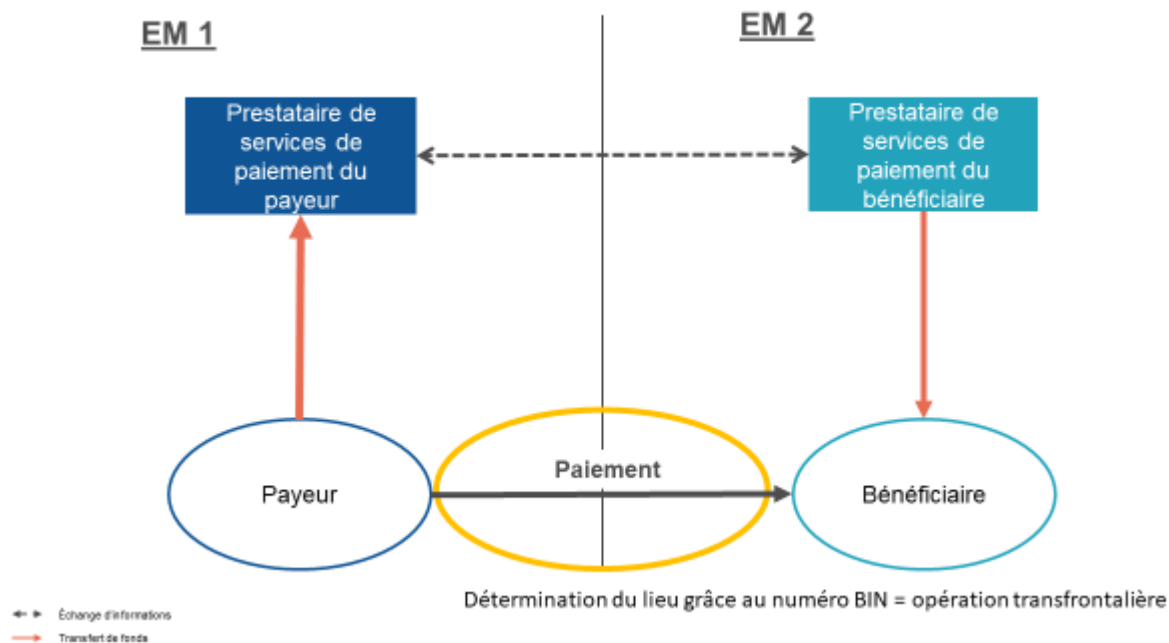 EM 1
EM 2
Prestataire de
services de
paiement du
payeur
Prestataire de
services de
paiement du
bénéficiaire
Paiement
Payeur
Bénéficiaire
Détermination du lieu grâce au numéro BIN = opération transfrontalière
Échange d'informations
Transfert de fonds